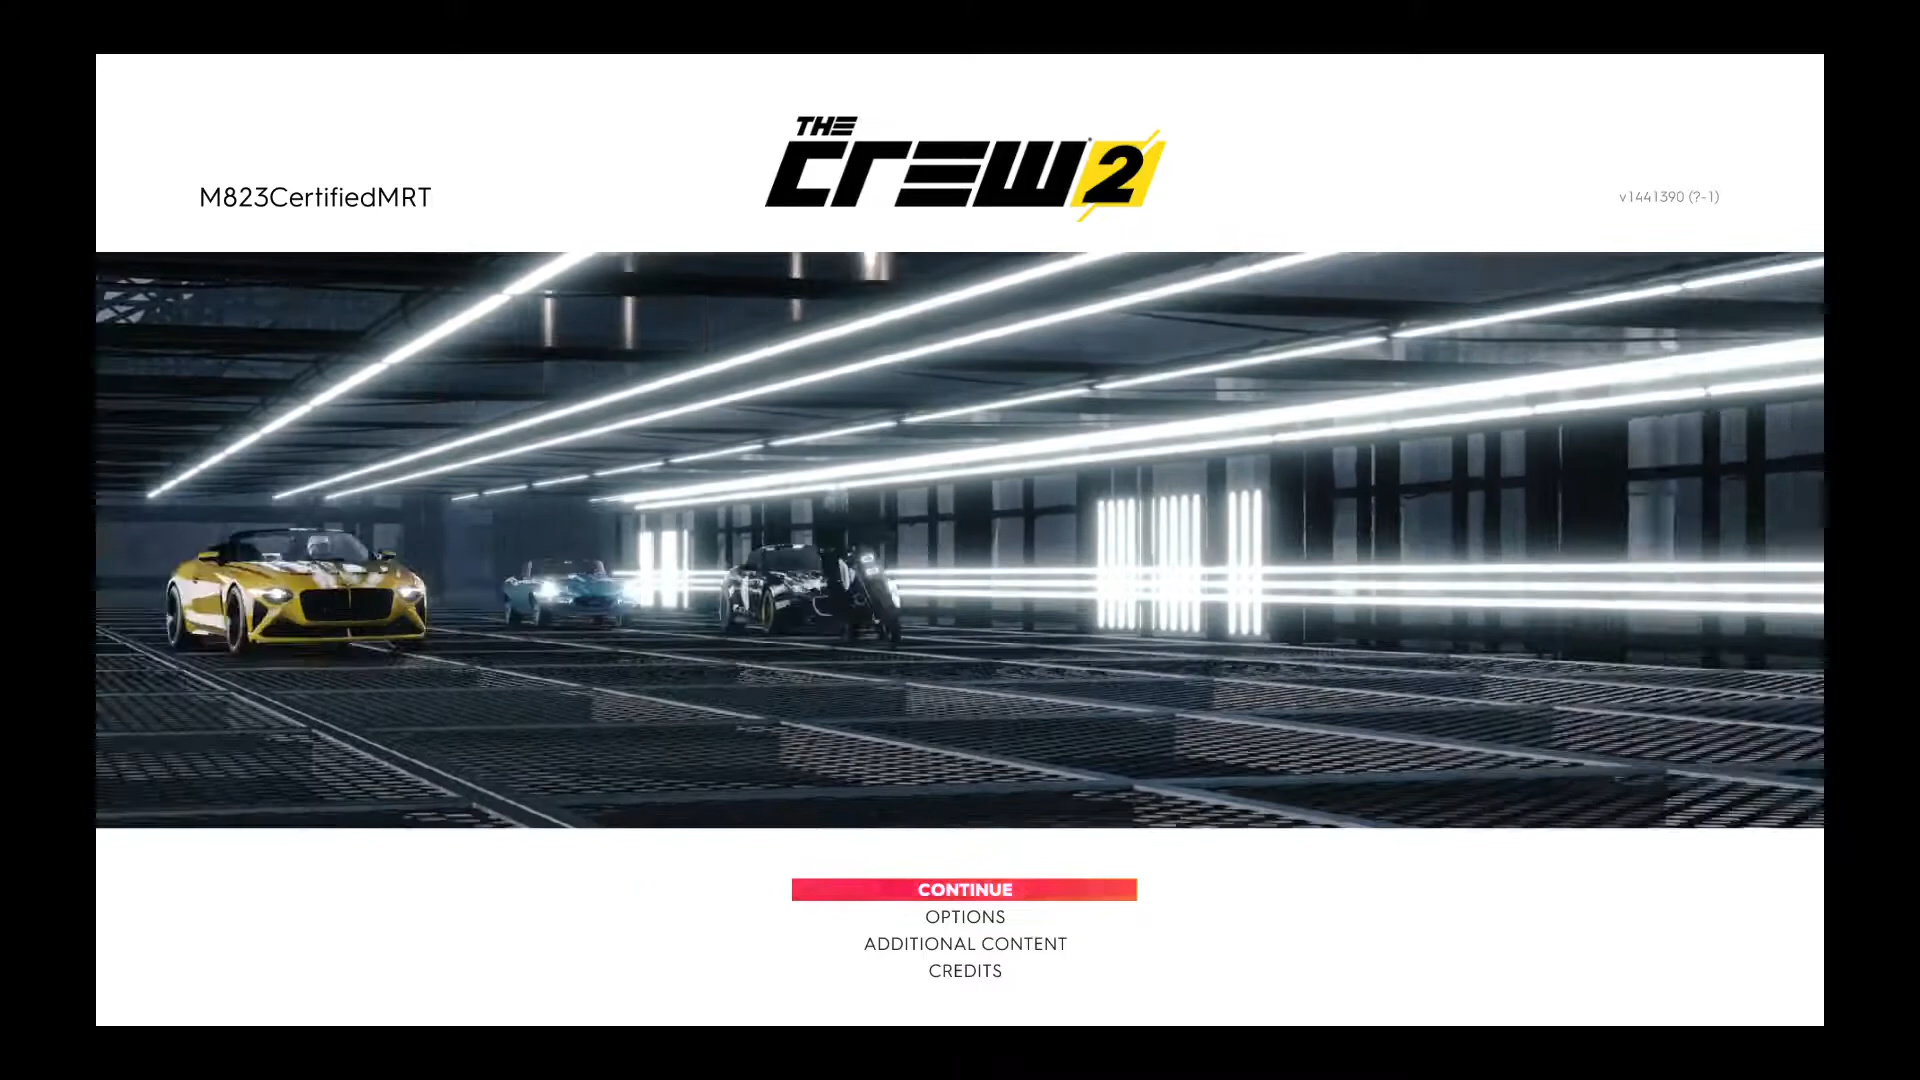 THE
CREW 2
M823CertifiedMRT
v1441390 (?-1)
CONTINUE
OPTIONS
ADDITIONAL CONTENT
CREDITS